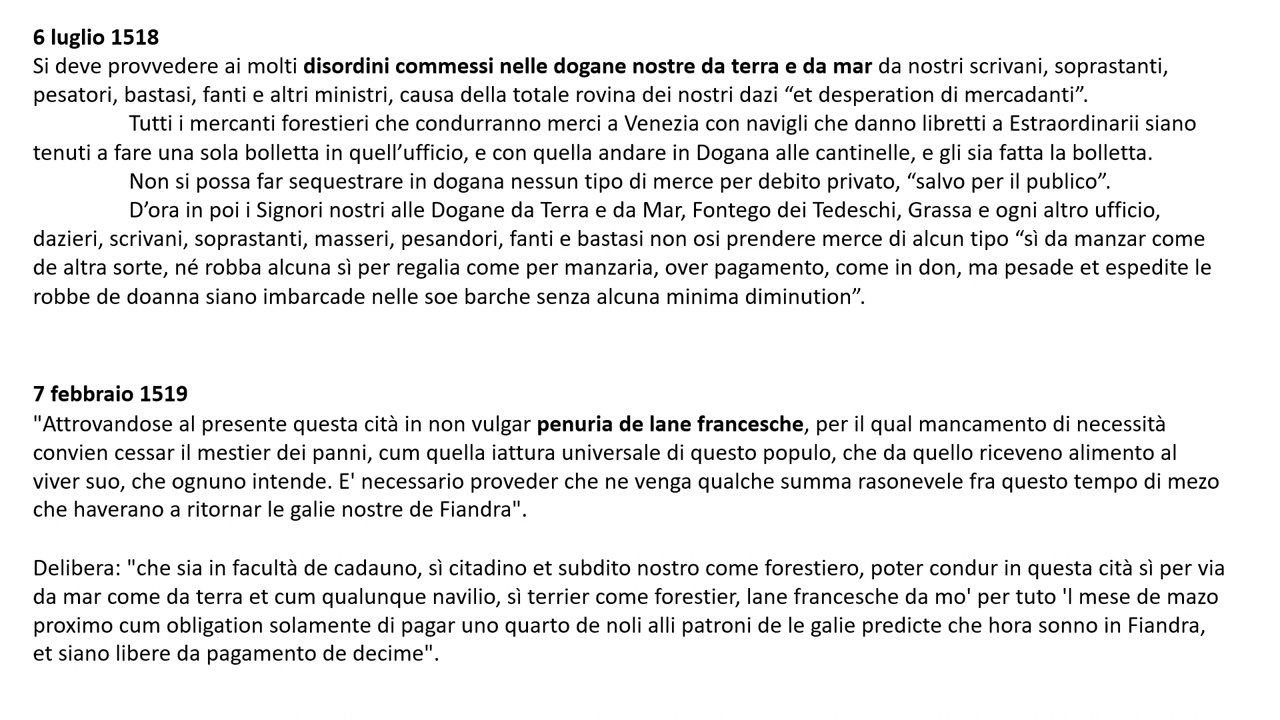 6 luglio 1518
Si deve provvedere ai molti disordini commessi nelle dogane nostre da terra e da mar da nostri scrivani, soprastanti,
pesatori, bastasi, fanti e altri ministri, causa della totale rovina dei nostri dazi “et desperation di mercadanti”.
Tutti i mercanti forestieri che condurranno merci a Venezia con navigli che danno libretti a Estraordinarii siano
tenuti a fare una sola bolletta in quell’ufficio, e con quella andare in Dogana alle cantinelle, e gli sia fatta la bolletta.
Non si possa far sequestrare in dogana nessun tipo di merce per debito privato, “salvo per il publico”.
D’ora in poi i Signori nostri alle Dogane da Terra e da Mar, Fontego dei Tedeschi, Grassa e ogni altro ufficio,
dazieri, scrivani, soprastanti, masseri, pesandori, fanti e bastasi non osi prendere merce di alcun tipo “sì da manzar come
de altra sorte, né robba alcuna sì per regalia come per manzaria, over pagamento, come in don, ma pesade et espedite le
robbe de doanna siano imbarcade nelle soe barche senza alcuna minima diminution”.
7 febbraio 1519
"Attrovandose al presente questa cità in non vulgar penuria de lane francesche, per il qual mancamento di necessità
convien cessar il mestier dei panni, cum quella iattura universale di questo populo, che da quello riceveno alimento al
viver suo, che ognuno intende. E' necessario proveder che ne venga qualche summa rasonevele fra questo tempo di mezo
che haverano a ritornar le galie nostre de Fiandra".
Delibera: "che sia in facultà de cadauno, sì citadino et subdito nostro come forestiero, poter condur in questa cità sì per via
da mar come da terra et cum qualunque navilio, sì terrier come forestier, lane francesche da mo' per tuto 'l mese de mazo
proximo cum obligation solamente di pagar uno quarto de noli alli patroni de le galie predicte che hora sonno in Fiandra,
et siano libere da pagamento de decime".